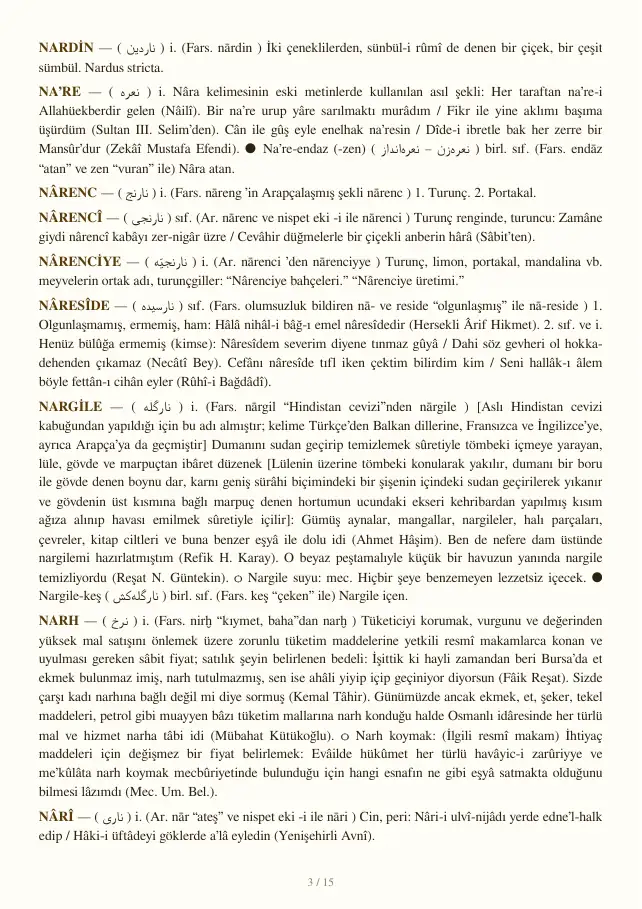 NARDİN — ( ناردین ) i. (Fars. nārdіn ) İki çeneklilerden, sünbül-i rûmî de denen bir çiçek, bir çeşit
sümbül. Nardus stricta.
NA’RE — ( نعره ) i. Nâra kelimesinin eski metinlerde kullanılan asıl şekli: Her taraftan na’re-i
Allahüekberdir gelen (Nâilî). Bir na’re urup yâre sarılmaktı murâdım / Fikr ile yine aklımı başıma
üşürdüm (Sultan III. Selim’den). Cân ile gûş eyle enelhak na’resin / Dîde-i ibretle bak her zerre bir
Mansûr’dur (Zekâî Mustafa Efendi). ● Na’re-endaz (-zen) ( نعره‌زن – نعره‌انداز ) birl. sıf. (Fars. endāz
“atan” ve zen “vuran” ile) Nâra atan.
NÂRENC — ( نارنج ) i. (Fars. nāreng ’in Arapçalaşmış şekli nārenc ) 1. Turunç. 2. Portakal.
NÂRENCÎ — ( نارنجی ) sıf. (Ar. nārenc ve nispet eki -i ile nārenci ) Turunç renginde, turuncu: Zamâne
giydi nârencî kabâyı zer-nigâr üzre / Cevâhir düğmelerle bir çiçekli anberin hârâ (Sâbit’ten).
NÂRENCİYE — ( نارنجیّه ) i. (Ar. nārenci ’den nārenciyye ) Turunç, limon, portakal, mandalina vb.
meyvelerin ortak adı, turunçgiller: “Nârenciye bahçeleri.” “Nârenciye üretimi.”
NÂRESÎDE — ( نارسیده ) sıf. (Fars. olumsuzluk bildiren nā- ve reside “olgunlaşmış” ile nā-reside ) 1.
Olgunlaşmamış, ermemiş, ham: Hâlâ nihâl-i bâğ-ı emel nâresîdedir (Hersekli Ârif Hikmet). 2. sıf. ve i.
Henüz bülûğa ermemiş (kimse): Nâresîdem severim diyene tınmaz gûyâ / Dahi söz gevheri ol hokka-
dehenden çıkamaz (Necâtî Bey). Cefânı nâresîde tıfl iken çektim bilirdim kim / Seni hallâk-ı âlem
böyle fettân-ı cihân eyler (Rûhî-i Bağdâdî).
NARGİLE — ( نارگله ) i. (Fars. nārgil “Hindistan cevizi”nden nārgile ) [Aslı Hindistan cevizi
kabuğundan yapıldığı için bu adı almıştır; kelime Türkçe’den Balkan dillerine, Fransızca ve İngilizce’ye,
ayrıca Arapça’ya da geçmiştir] Dumanını sudan geçirip temizlemek sûretiyle tömbeki içmeye yarayan,
lüle, gövde ve marpuçtan ibâret düzenek [Lülenin üzerine tömbeki konularak yakılır, dumanı bir boru
ile gövde denen boynu dar, karnı geniş sürâhi biçimindeki bir şişenin içindeki sudan geçirilerek yıkanır
ve gövdenin üst kısmına bağlı marpuç denen hortumun ucundaki ekseri kehribardan yapılmış kısım
ağıza alınıp havası emilmek sûretiyle içilir]: Gümüş aynalar, mangallar, nargileler, halı parçaları,
çevreler, kitap ciltleri ve buna benzer eşyâ ile dolu idi (Ahmet Hâşim). Ben de nefere dam üstünde
nargilemi hazırlatmıştım (Refik H. Karay). O beyaz peştamalıyle küçük bir havuzun yanında nargile
temizliyordu (Reşat N. Güntekin). ο Nargile suyu: mec. Hiçbir şeye benzemeyen lezzetsiz içecek. ●
Nargile-keş ( نارگله‌كش ) birl. sıf. (Fars. keş “çeken” ile) Nargile içen.
NARH — ( نرخ ) i. (Fars. nirḫ “kıymet, baha”dan narḫ ) Tüketiciyi korumak, vurgunu ve değerinden
yüksek mal satışını önlemek üzere zorunlu tüketim maddelerine yetkili resmî makamlarca konan ve
uyulması gereken sâbit fiyat; satılık şeyin belirlenen bedeli: İşittik ki hayli zamandan beri Bursa’da et
ekmek bulunmaz imiş, narh tutulmazmış, sen ise ahâli yiyip içip geçiniyor diyorsun (Fâik Reşat). Sizde
çarşı kadı narhına bağlı değil mi diye sormuş (Kemal Tâhir). Günümüzde ancak ekmek, et, şeker, tekel
maddeleri, petrol gibi muayyen bâzı tüketim mallarına narh konduğu halde Osmanlı idâresinde her türlü
mal ve hizmet narha tâbi idi (Mübahat Kütükoğlu). ο Narh koymak: (İlgili resmî makam) İhtiyaç
maddeleri için değişmez bir fiyat belirlemek: Evâilde hükûmet her türlü havâyic-i zarûriyye ve
me’kûlâta narh koymak mecbûriyetinde bulunduğu için hangi esnafın ne gibi eşyâ satmakta olduğunu
bilmesi lâzımdı (Mec. Um. Bel.).
NÂRÎ — ( ناری ) i. (Ar. nār “ateş” ve nispet eki -i ile nāri ) Cin, peri: Nâri-i ulvî-nijâdı yerde edne’l-halk
edip / Hâki-i üftâdeyi göklerde a’lâ eyledin (Yenişehirli Avnî).
3 / 15